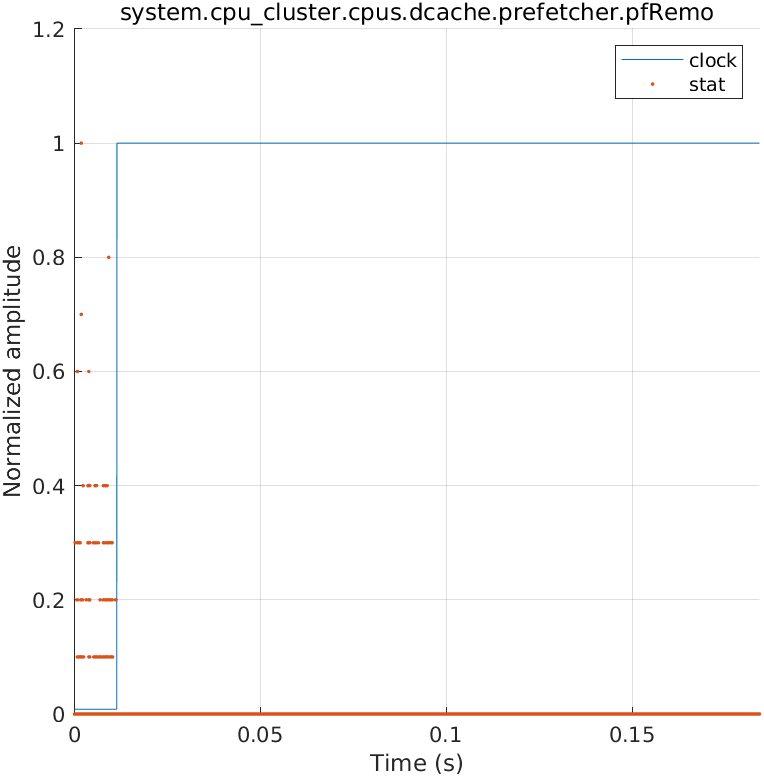 system.cpu_cluster.cpus.dcache.prefetcher.pfRemo
clock
stat
Normalized amplitude
1.2
1
0.8
0.6
0.4
0.2
0
0 0.05 0.1 0.15
Time (s)